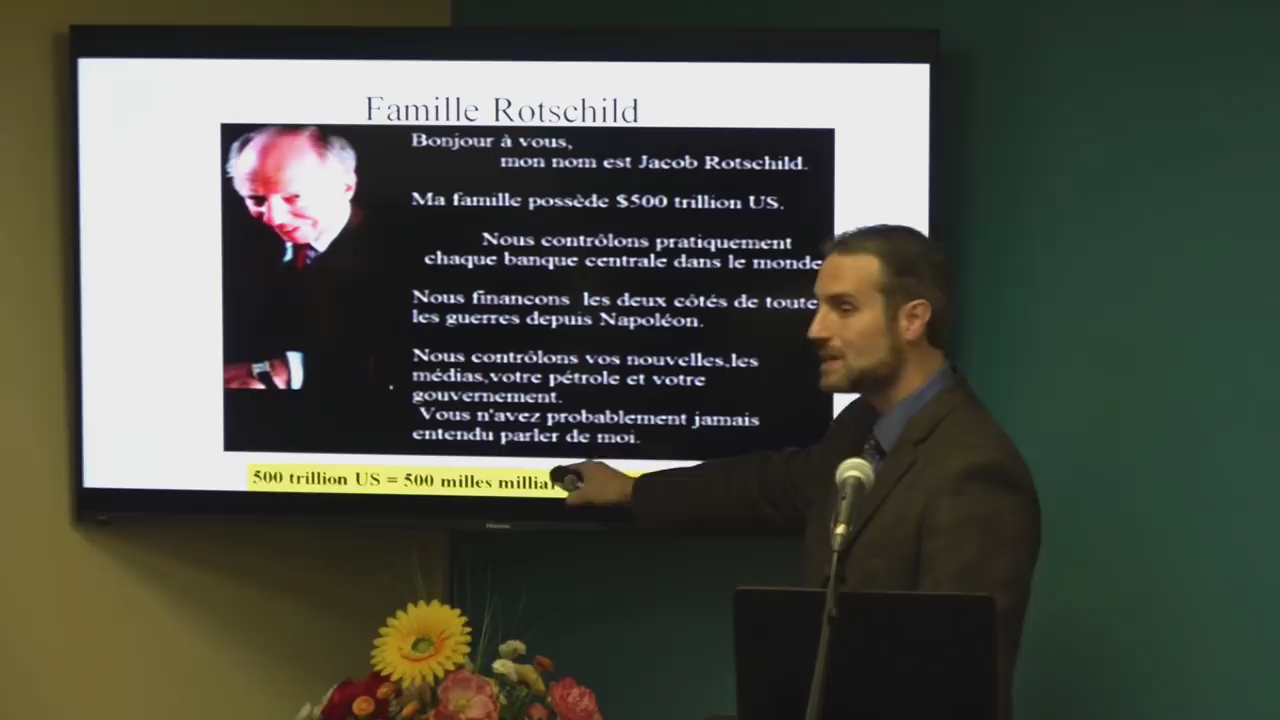 Famille Rotschild
Bonjour à vous,
mon nom est Jacob Rotschild.
Ma famille possède $500 trillion US.
Nous contrôlons pratiquement
chaque banque centrale dans le monde
Nous financons les deux côtés de toute
les guerres depuis Napoléon.
Nous contrôlons vos nouvelles,les
médias,votre pétrole et votre
gouvernement.
Vous n'avez probablement jamais
entendu parler de moi.
500 trillion US = 500 milles